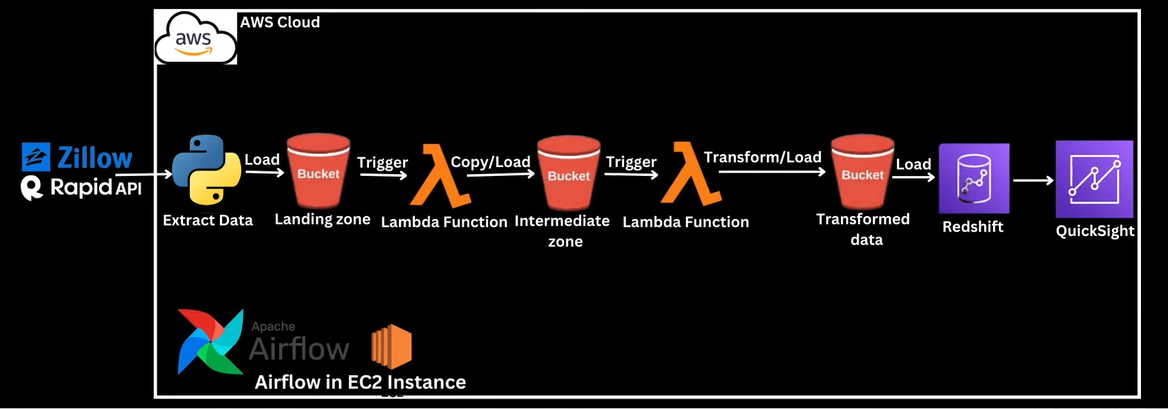 AWS Cloud
aws
Zillow
Rapid API
Extract Data
Load
Bucket
Landing zone
Trigger
Lambda Function
Copy/Load
Bucket
Intermediate
zone
Trigger
Lambda Function
Transform/Load
Bucket
Transformed
data
Load
Redshift
QuickSight
Apache
Airflow
Airflow in EC2 Instance